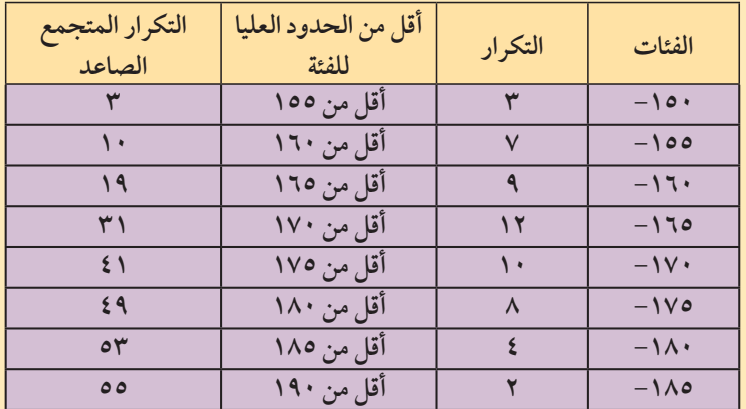 الفئات | التكرار | أقل من الحدود العليا للفئة | التكرار المتجمع الصاعد
١٥٠– | ٣ | أقل من ١٥٥ | ٣
١٥٥– | ٧ | أقل من ١٦٠ | ١٠
١٦٠– | ٩ | أقل من ١٦٥ | ١٩
١٦٥– | ١٢ | أقل من ١٧٠ | ٣١
١٧٠– | ١٠ | أقل من ١٧٥ | ٤١
١٧٥– | ٨ | أقل من ١٨٠ | ٤٩
١٨٠– | ٤ | أقل من ١٨٥ | ٥٣
١٨٥– | ٢ | أقل من ١٩٠ | ٥٥